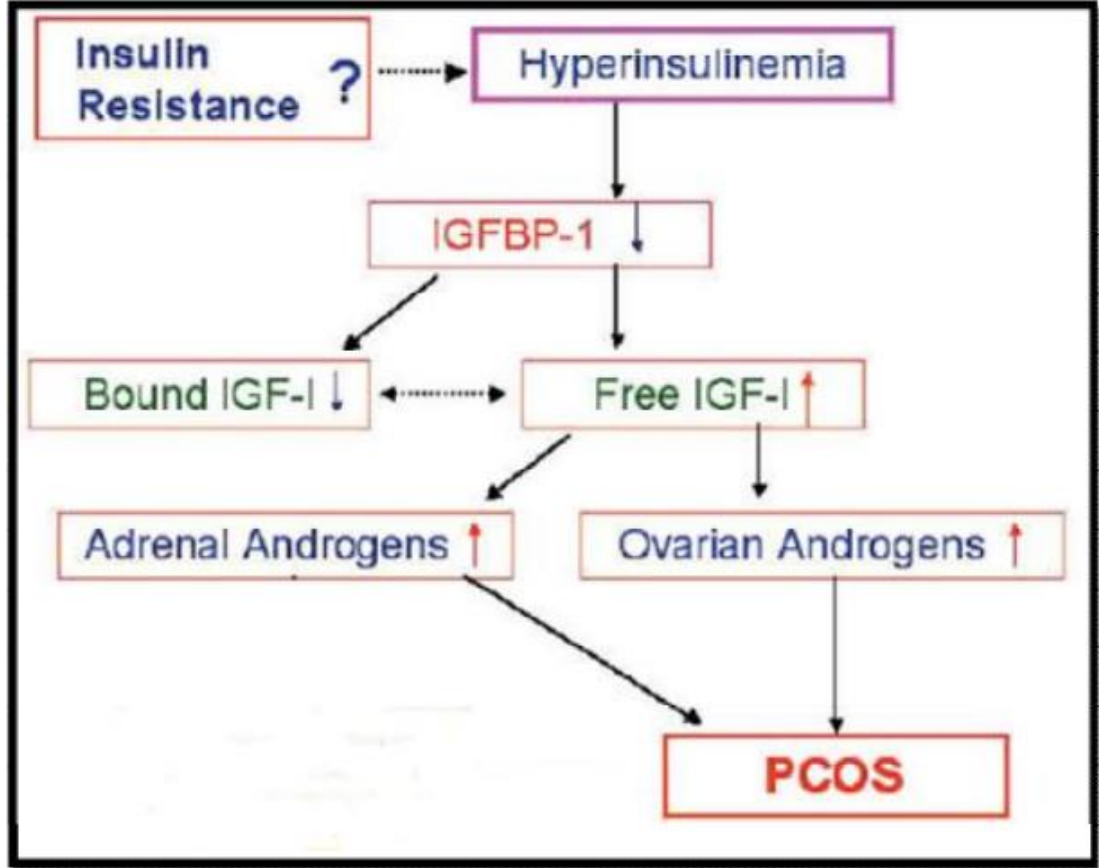 Insulin
Resistance ?
Hyperinsulinemia
IGFBP-1 ↓
Bound IGF-I ↓
Free IGF-I ↑
Adrenal Androgens ↑
Ovarian Androgens ↑
PCOS